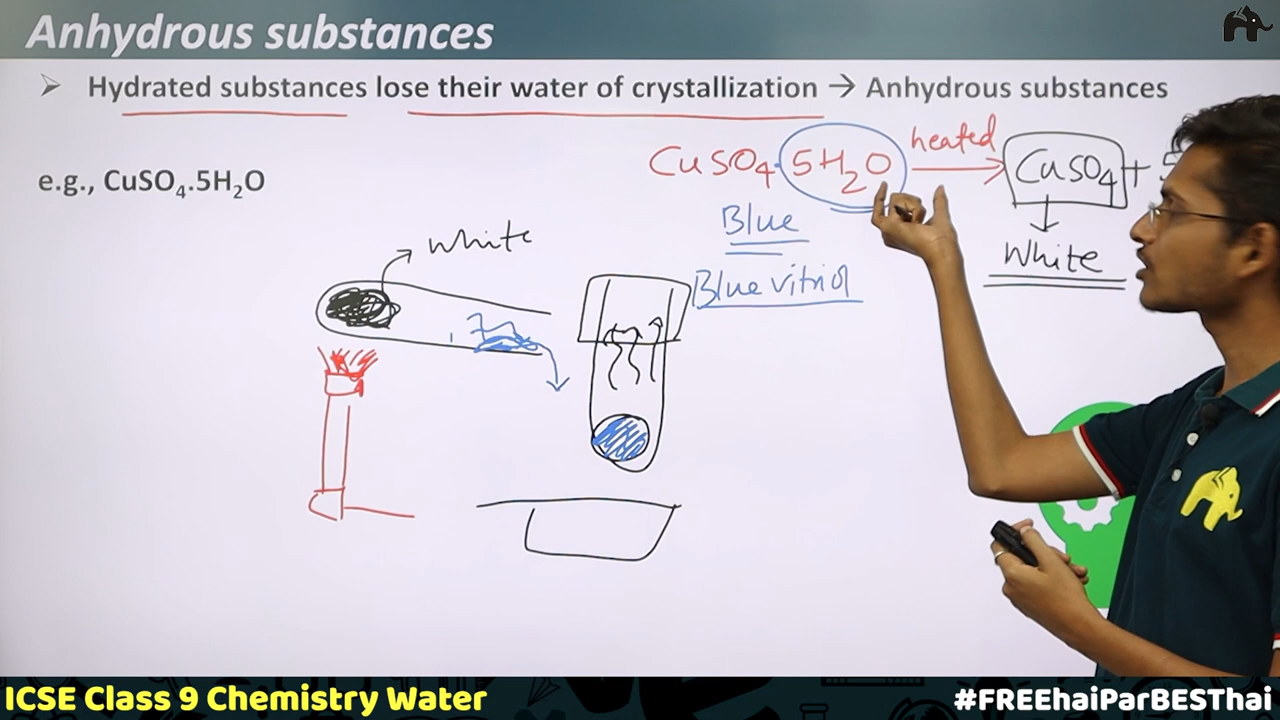 Anhydrous substances
➢ Hydrated substances lose their water of crystallization → Anhydrous substances
e.g., CuSO₄.5H₂O
CuSO₄.5H₂O heated → CuSO₄ + 5
Blue
White
Blue vitriol
White
ICSE Class 9 Chemistry Water
#FREEhaiParBESThai